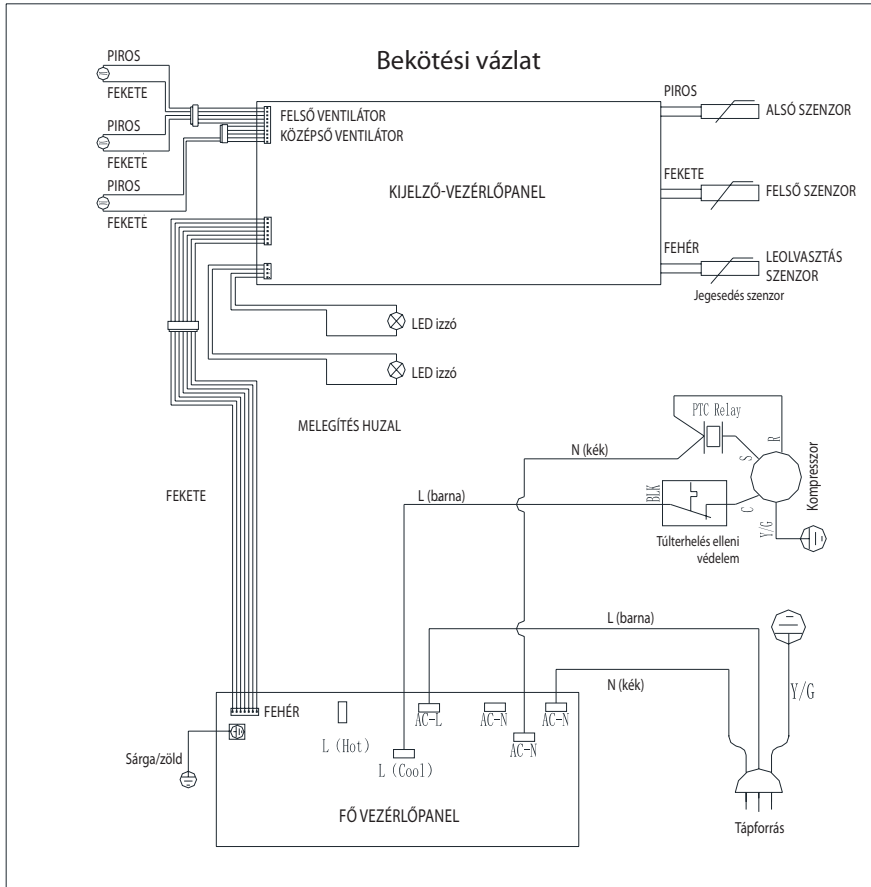 Bekötési vázlat
PIROS
FEKETE
PIROS
FEKETE
PIROS
FEKETE
FELSŐ VENTILÁTOR
KÖZÉPSŐ VENTILÁTOR
KIJELZŐ-VEZÉRLŐPANEL
PIROS
ALSÓ SZENZOR
FEKETE
FELSŐ SZENZOR
FEHÉR
LEOLVASZTÁS
SZENZOR
Jegesedés szenzor
LED izzó
LED izzó
MELEGÍTÉS HUZAL
FEKETE
PTC Relay
N (kék)
S
R
L (barna)
BLK
C
Y/G
Kompresszor
Túlterhelés elleni
védelem
L (barna)
N (kék)
Y/G
FEHÉR
AC-L
AC-N
AC-N
L (Hot)
AC-N
Sárga/zöld
L (Cool)
FŐ VEZÉRLŐPANEL
Tápforrás